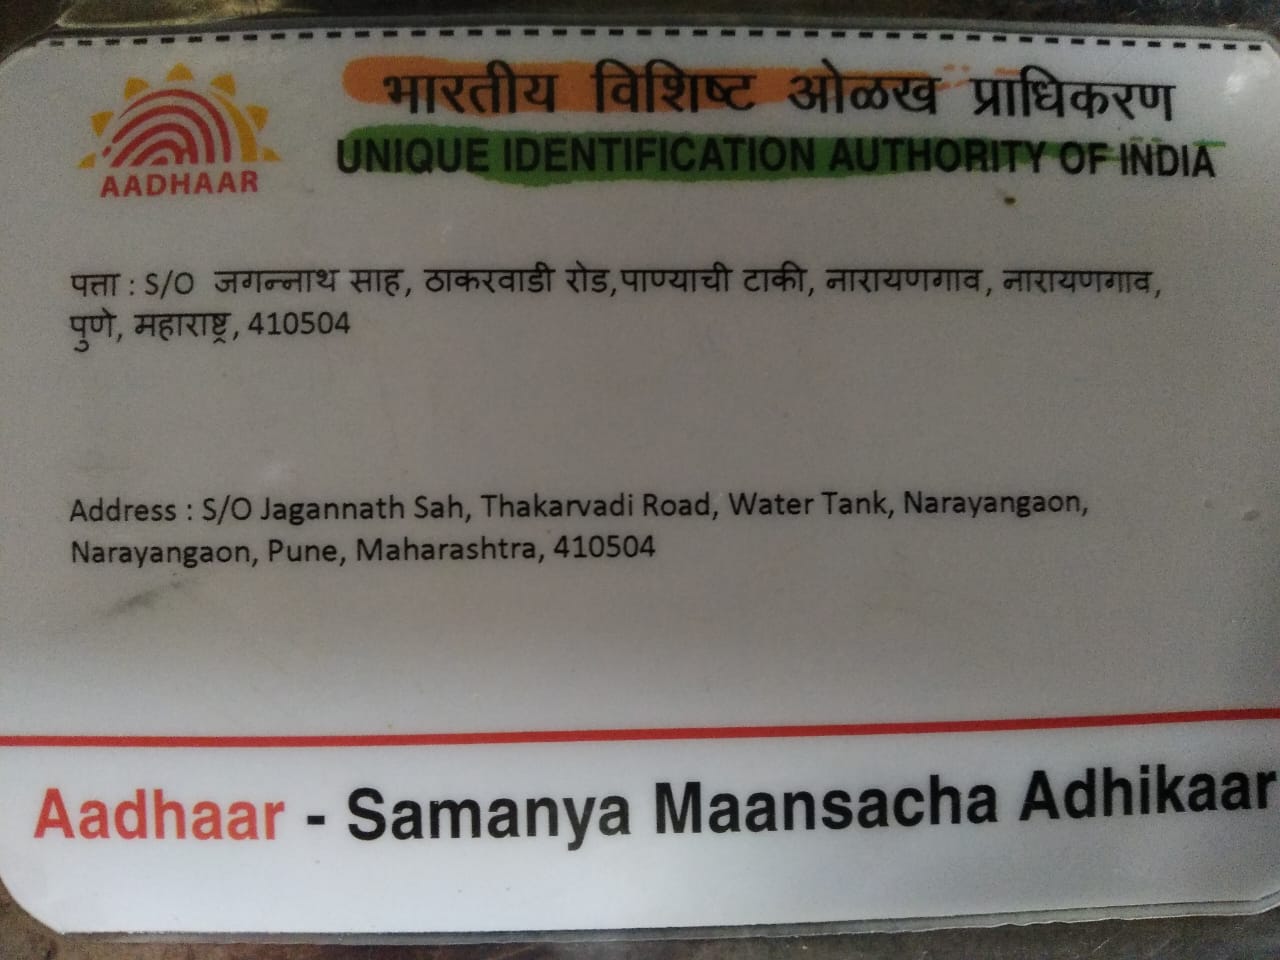 भारतीय विशिष्ट ओळख प्राधिकरण
AADHAAR
UNIQUE IDENTIFICATION AUTHORITY OF INDIA
पत्ता : S/O जगन्नाथ साह, ठाकरवाडी रोड,पाण्याची टाकी, नारायणगाव, नारायणगाव,
पुणे, महाराष्ट्र, 410504
Address : S/O Jagannath Sah, Thakarvadi Road, Water Tank, Narayangaon,
Narayangaon, Pune, Maharashtra, 410504
Aadhaar - Samanya Maansacha Adhikaar